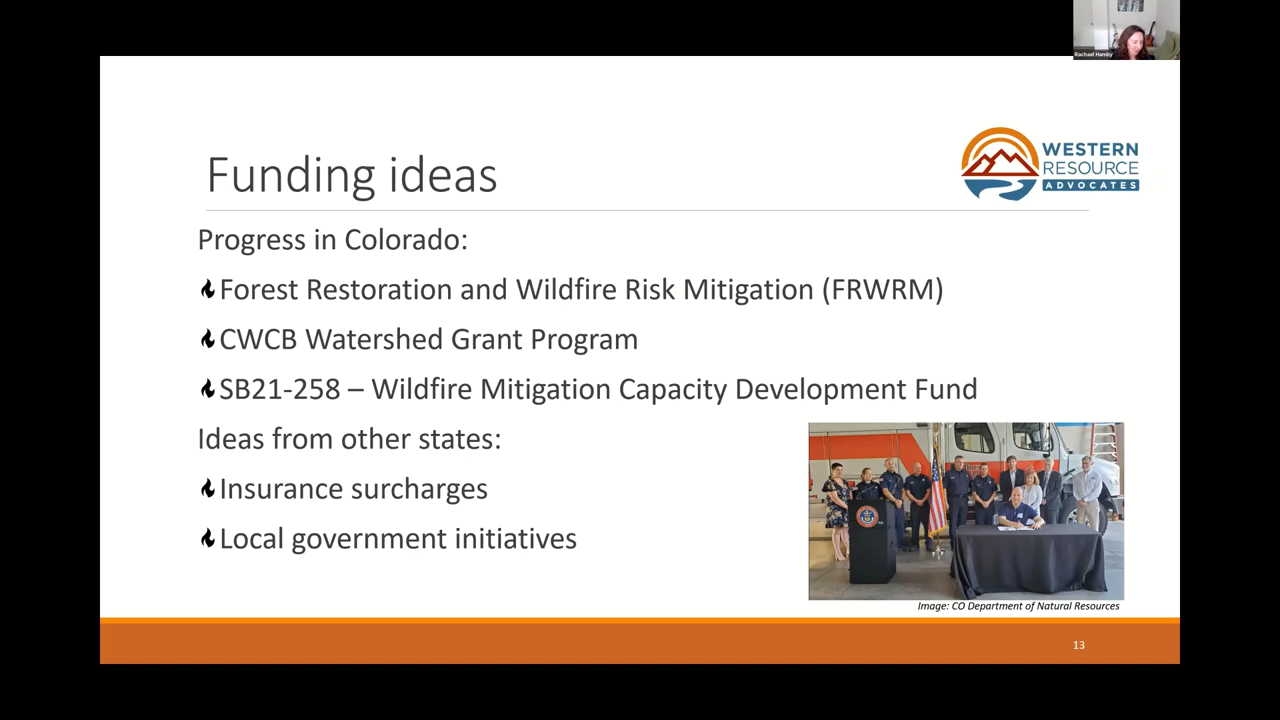 Rachael Hamby
WESTERN
RESOURCE
ADVOCATES
Funding ideas
Progress in Colorado:
Forest Restoration and Wildfire Risk Mitigation (FRWRM)
CWCB Watershed Grant Program
SB21-258 – Wildfire Mitigation Capacity Development Fund
Ideas from other states:
Insurance surcharges
Local government initiatives
Image: CO Department of Natural Resources
13